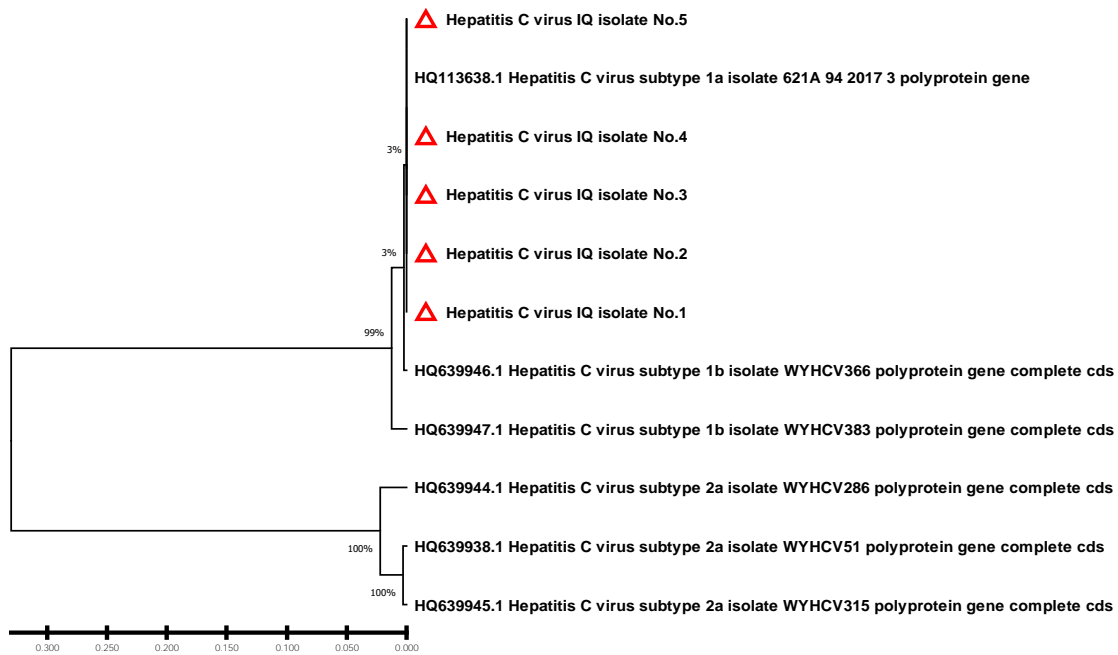 Hepatitis C virus IQ isolate No.5
HQ113638.1 Hepatitis C virus subtype 1a isolate 621A 94 2017 3 polyprotein gene
Hepatitis C virus IQ isolate No.4
3%
Hepatitis C virus IQ isolate No.3
Hepatitis C virus IQ isolate No.2
3%
Hepatitis C virus IQ isolate No.1
99%
HQ639946.1 Hepatitis C virus subtype 1b isolate WYHCV366 polyprotein gene complete cds
HQ639947.1 Hepatitis C virus subtype 1b isolate WYHCV383 polyprotein gene complete cds
HQ639944.1 Hepatitis C virus subtype 2a isolate WYHCV286 polyprotein gene complete cds
100%
HQ639938.1 Hepatitis C virus subtype 2a isolate WYHCV51 polyprotein gene complete cds
100%
HQ639945.1 Hepatitis C virus subtype 2a isolate WYHCV315 polyprotein gene complete cds
0.300 0.250 0.200 0.150 0.100 0.050 0.000